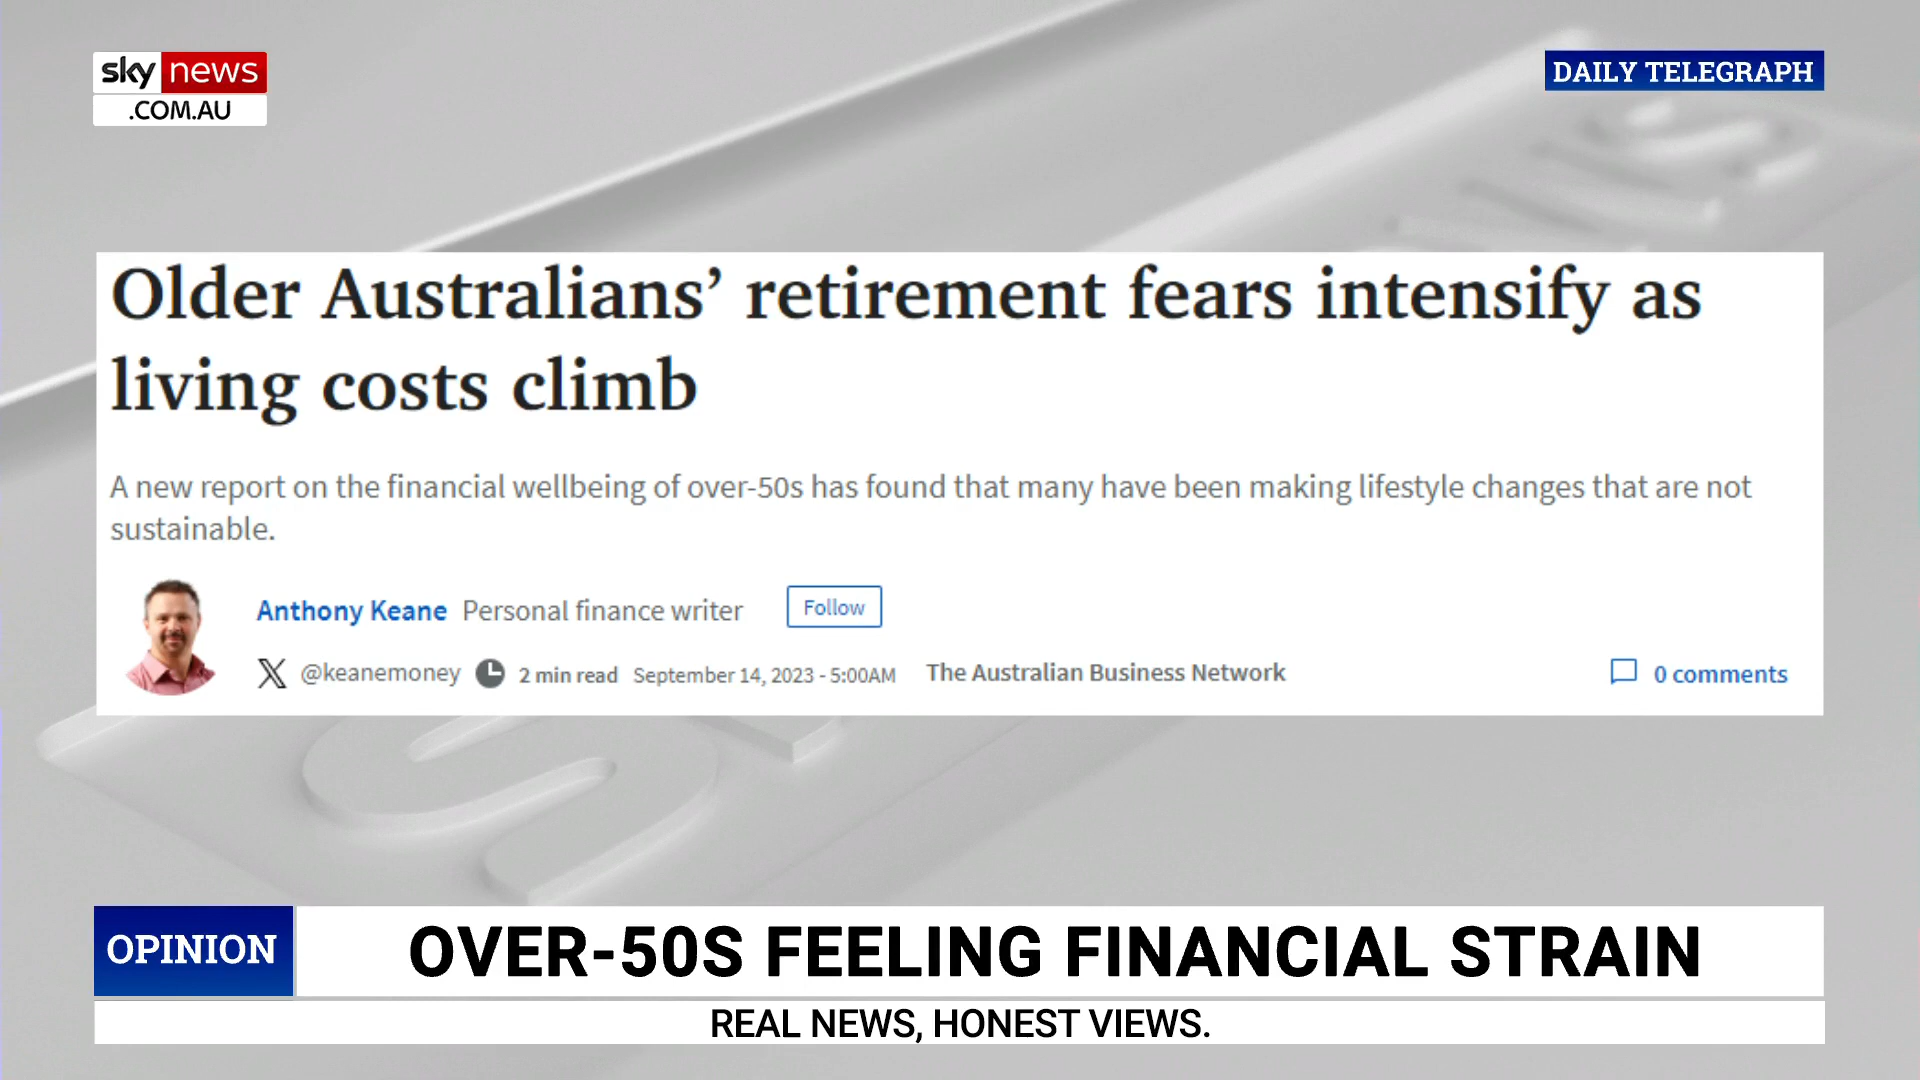 sky news
.COM.AU
DAILY TELEGRAPH
Older Australians’ retirement fears intensify as
living costs climb
A new report on the financial wellbeing of over-50s has found that many have been making lifestyle changes that are not
sustainable.
Anthony Keane Personal finance writer Follow
@keanemoney 2 min read September 14, 2023 - 5:00AM The Australian Business Network 0 comments
OPINION
OVER-50S FEELING FINANCIAL STRAIN
REAL NEWS, HONEST VIEWS.